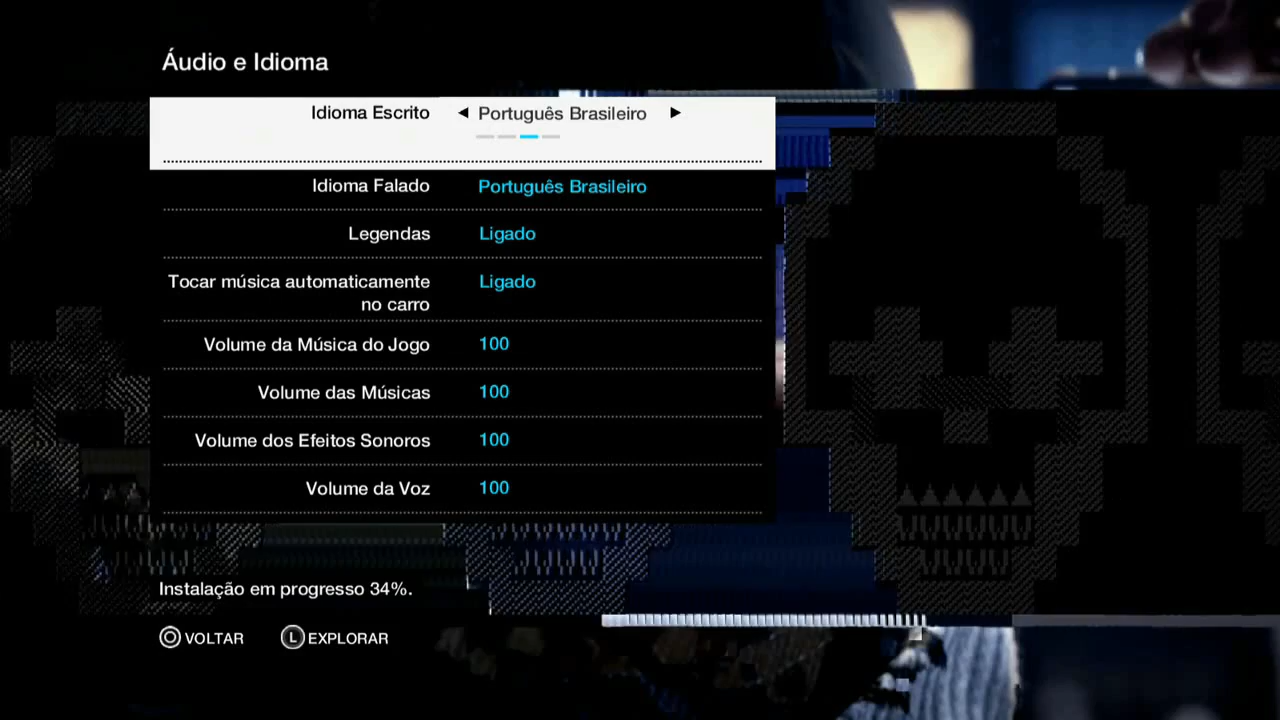 Áudio e Idioma
Idioma Escrito Português Brasileiro
Idioma Falado Português Brasileiro
Legendas Ligado
Tocar música automaticamente Ligado
no carro
Volume da Música do Jogo 100
Volume das Músicas 100
Volume dos Efeitos Sonoros 100
Volume da Voz 100
Instalação em progresso 34%.
VOLTAR L EXPLORAR